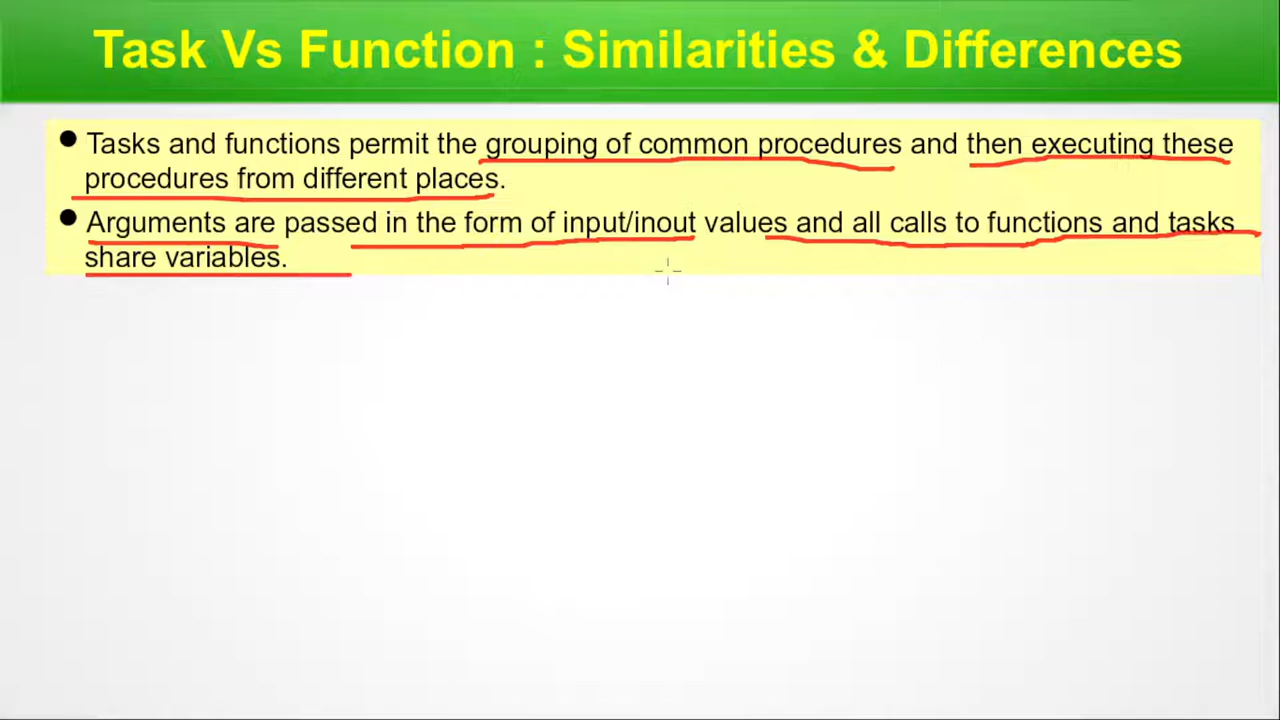 Task Vs Function : Similarities & Differences
● Tasks and functions permit the grouping of common procedures and then executing these
procedures from different places.
● Arguments are passed in the form of input/inout values and all calls to functions and tasks
share variables.